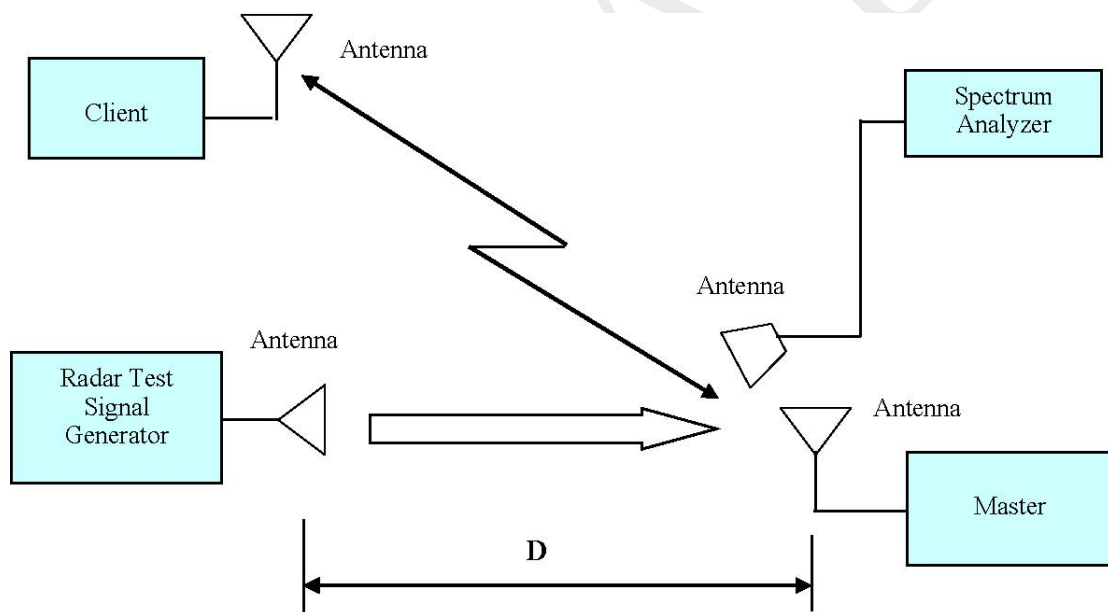 Antenna
Client
Spectrum
Analyzer
Antenna
Antenna
Radar Test
Signal
Generator
Antenna
Master
D